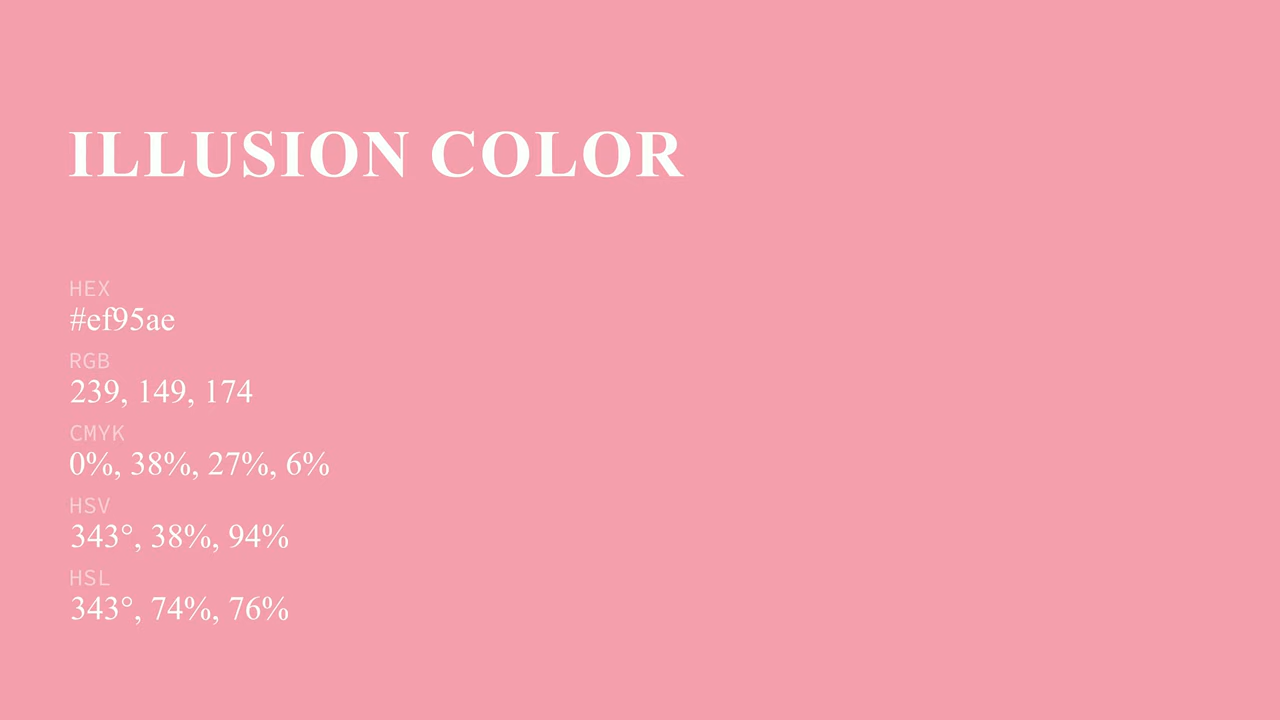 ILLUSION COLOR
HEX
#ef95ae
RGB
239, 149, 174
CMYK
0%, 38%, 27%, 6%
HSV
343°, 38%, 94%
HSL
343°, 74%, 76%